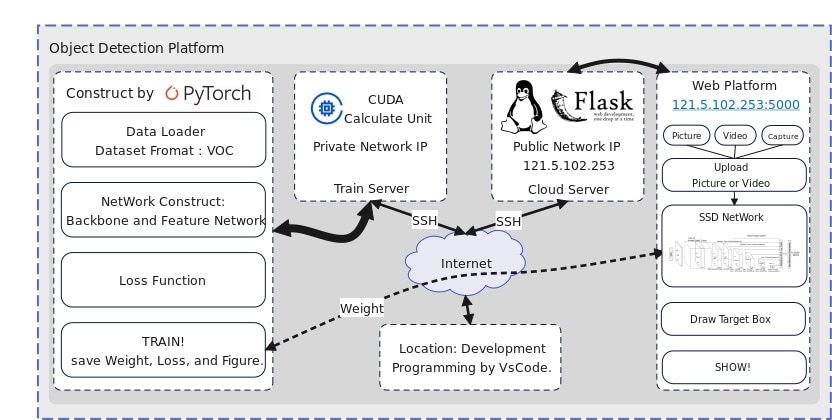 Object Detection Platform
Construct by PyTorch
Data Loader
Dataset Fromat : VOC
NetWork Construct:
Backbone and Feature Network
Loss Function
TRAIN!
save Weight, Loss, and Figure.
CUDA
Calculate Unit
Private Network IP
Train Server
Flask
web development,
one drop at a time
Public Network IP
121.5.102.253
Cloud Server
Web Platform
121.5.102.253:5000
Picture
Video
Capture
Upload
Picture or Video
SSD NetWork
Draw Target Box
SHOW!
SSH
SSH
Internet
Weight
Location: Development
Programming by VsCode.